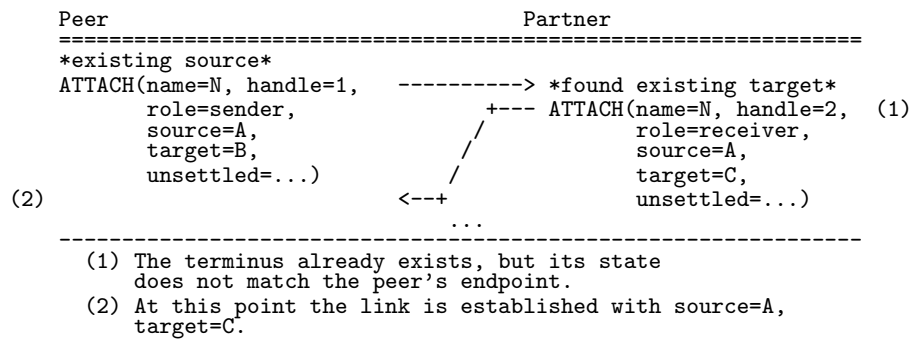 Peer                                               Partner
=================================================================
*existing source*
ATTACH(name=N, handle=1,    ----------> *found existing target*
       role=sender,                +--- ATTACH(name=N, handle=2,   (1)
       source=A,                  /            role=receiver,
       target=B,                 /             source=A,
       unsettled=...)           /              target=C,
(2)                         <--+               unsettled=...)
...
-----------------------------------------------------------------
(1) The terminus already exists, but its state
does not match the peer's endpoint.
(2) At this point the link is established with source=A,
target=C.